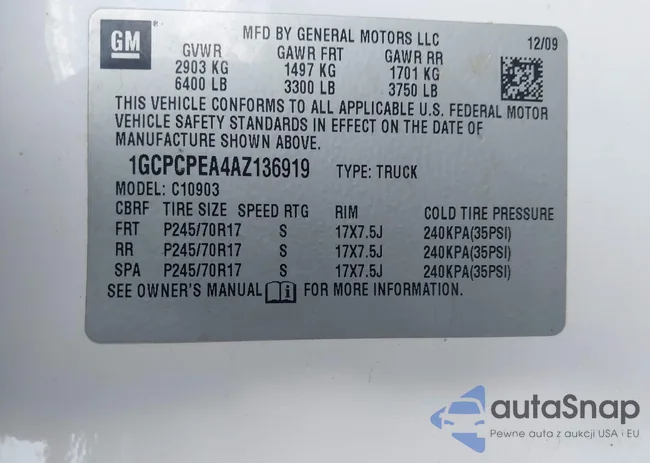 GM
MFD BY GENERAL MOTORS LLC
12/09
GVWR GAWR FRT GAWR RR
2903 KG 1497 KG 1701 KG
6400 LB 3300 LB 3750 LB
THIS VEHICLE CONFORMS TO ALL APPLICABLE U.S. FEDERAL MOTOR
VEHICLE SAFETY STANDARDS IN EFFECT ON THE DATE OF
MANUFACTURE SHOWN ABOVE.
1GCPCPEA4AZ136919 TYPE: TRUCK
MODEL: C10903
CBRF TIRE SIZE SPEED RTG RIM COLD TIRE PRESSURE
FRT P245/70R17 S 17X7.5J 240KPA(35PSI)
RR P245/70R17 S 17X7.5J 240KPA(35PSI)
SPA P245/70R17 S 17X7.5J 240KPA(35PSI)
SEE OWNER'S MANUAL i FOR MORE INFORMATION.
autaSnap
Pewne auta z aukcji USA i EU